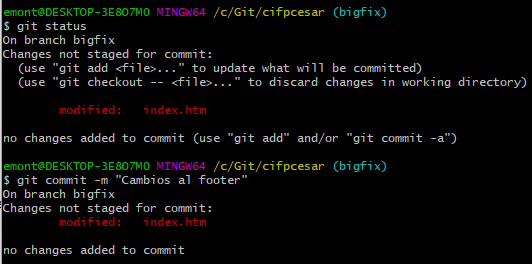 emont@DESKTOP-3E8O7MO MINGW64 /c/Git/cifpcesar (bigfix)
$ git status
On branch bigfix
Changes not staged for commit:
  (use "git add <file>..." to update what will be committed)
  (use "git checkout -- <file>..." to discard changes in working directory)
        modified:   index.htm
no changes added to commit (use "git add" and/or "git commit -a")
emont@DESKTOP-3E8O7MO MINGW64 /c/Git/cifpcesar (bigfix)
$ git commit -m "Cambios al footer"
On branch bigfix
Changes not staged for commit:
        modified:   index.htm
no changes added to commit